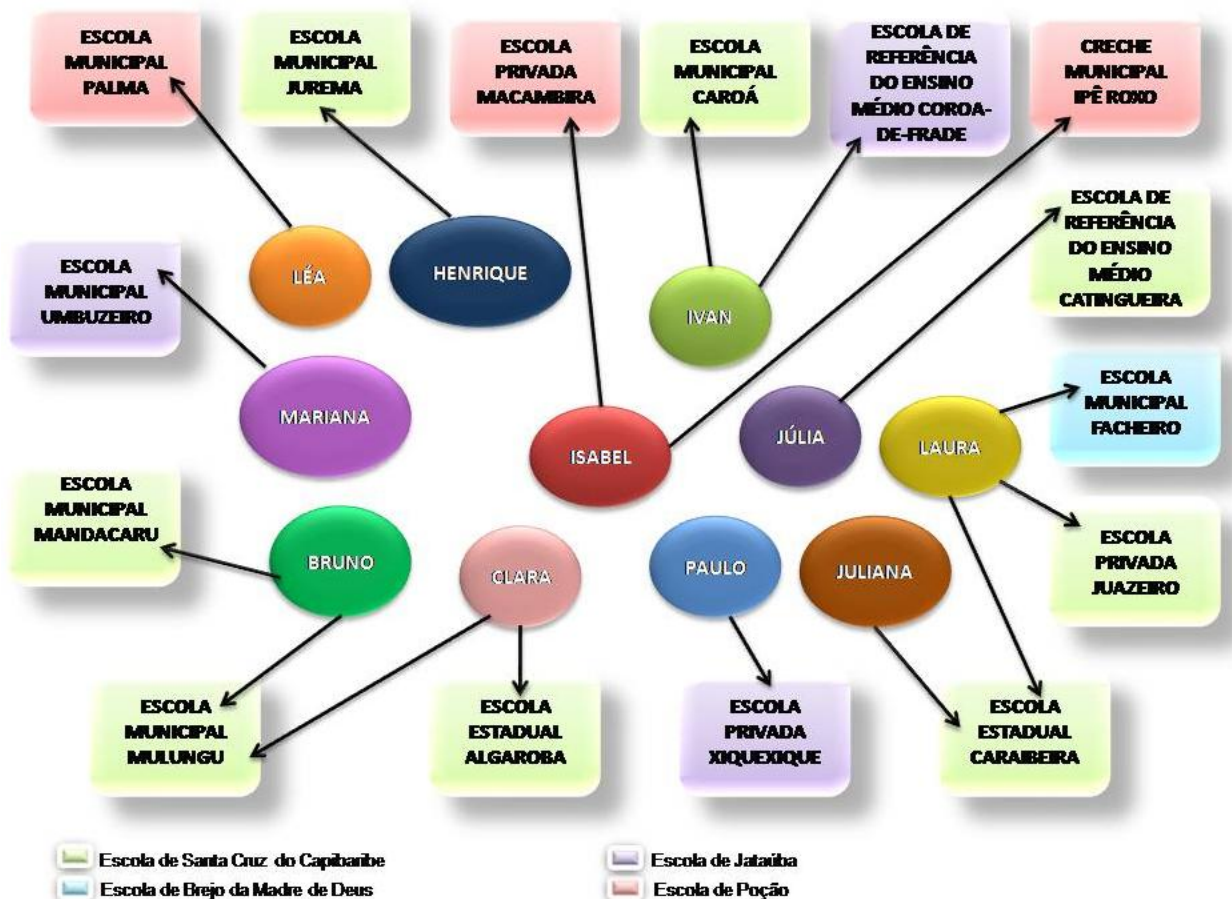 ESCOLA
MUNICIPAL
PALMA
ESCOLA
MUNICIPAL
JUREMA
ESCOLA
PRIVADA
MACAMBIRA
ESCOLA
MUNICIPAL
CAROÁ
ESCOLA DE
REFERÊNCIA
DO ENSINO
MÉDIO COROA-
DE-FRADE
CRECHE
MUNICIPAL
IPÊ ROXO
ESCOLA DE
REFERÊNCIA
DO ENSINO
MÉDIO
CATINGUEIRA
LÉA
HENRIQUE
IVAN
ESCOLA
MUNICIPAL
UMBUZEIRO
MARIANA
ISABEL
JÚLIA
LAURA
ESCOLA
MUNICIPAL
FACHEIRO
ESCOLA
MUNICIPAL
MANDACARU
BRUNO
CLARA
PAULO
JULIANA
ESCOLA
PRIVADA
JUAZEIRO
ESCOLA
MUNICIPAL
MULUNGU
ESCOLA
ESTADUAL
ALGAROBA
ESCOLA
PRIVADA
XIQUEXIQUE
ESCOLA
ESTADUAL
CARAIBEIRA
Escola de Santa Cruz do Capibaribe
Escola de Jataúba
Escola de Brejo da Madre de Deus
Escola de Poção